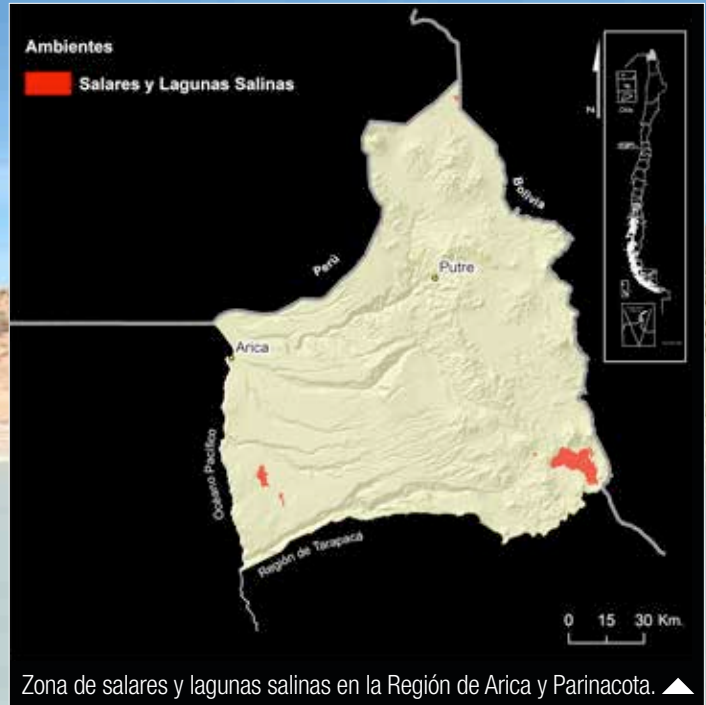 Ambientes
Salares y Lagunas Salinas
N
Chile
Bolivia
Perú
Putre
Arica
Océano Pacífico
Región de Tarapacá
0 15 30 Km.
Zona de salares y lagunas salinas en la Región de Arica y Parinacota.